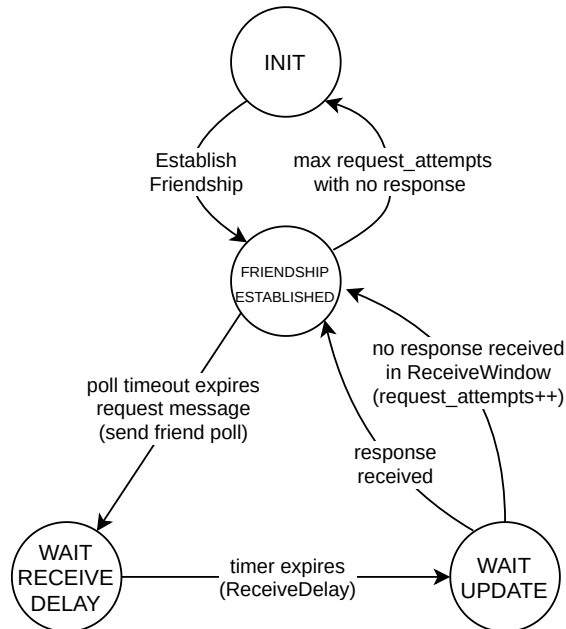 INIT
Establish
Friendship
max request_attempts
with no response
FRIENDSHIP
ESTABLISHED
no response received
in ReceiveWindow
(request_attempts++)
poll timeout expires
request message
(send friend poll)
response
received
WAIT
RECEIVE
DELAY
timer expires
(ReceiveDelay)
WAIT
UPDATE